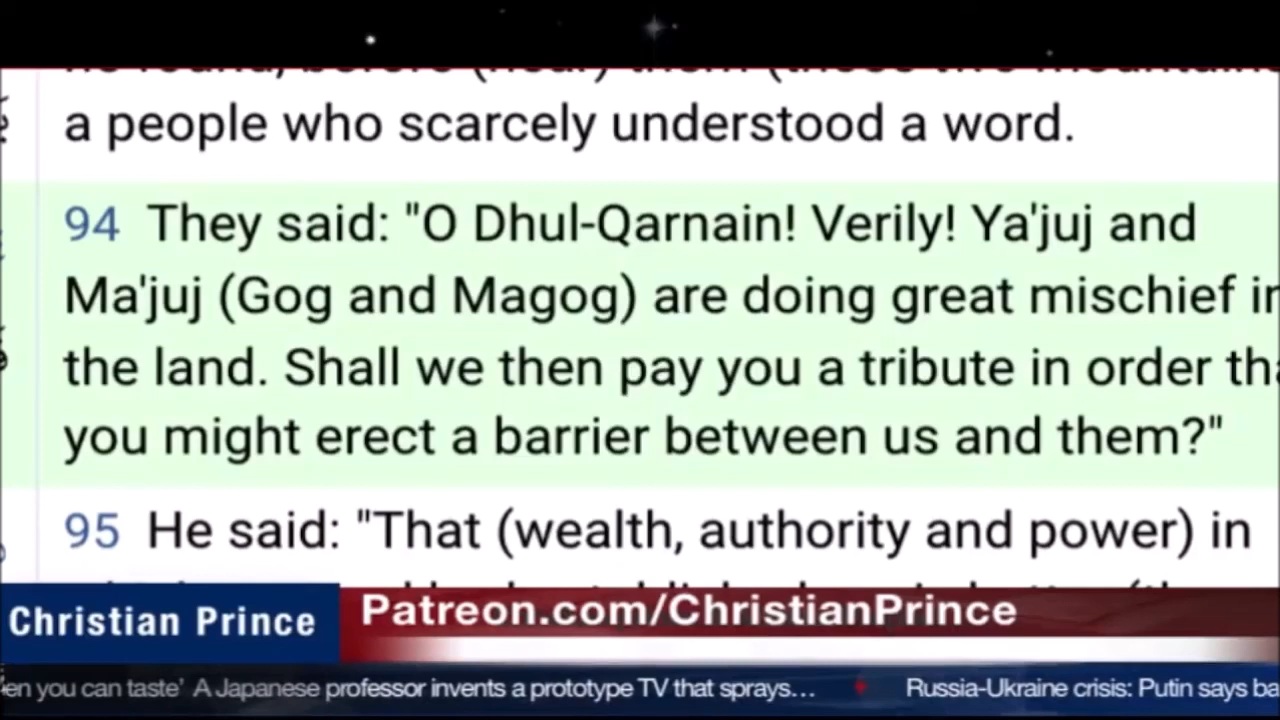 a people who scarcely understood a word.
94 They said: "O Dhul-Qarnain! Verily! Ya'juj and
Ma'juj (Gog and Magog) are doing great mischief in
the land. Shall we then pay you a tribute in order tha
you might erect a barrier between us and them?"
95 He said: "That (wealth, authority and power) in
Christian Prince
Patreon.com/ChristianPrince
en you can taste' A Japanese professor invents a prototype TV that sprays...
Russia-Ukraine crisis: Putin says ba